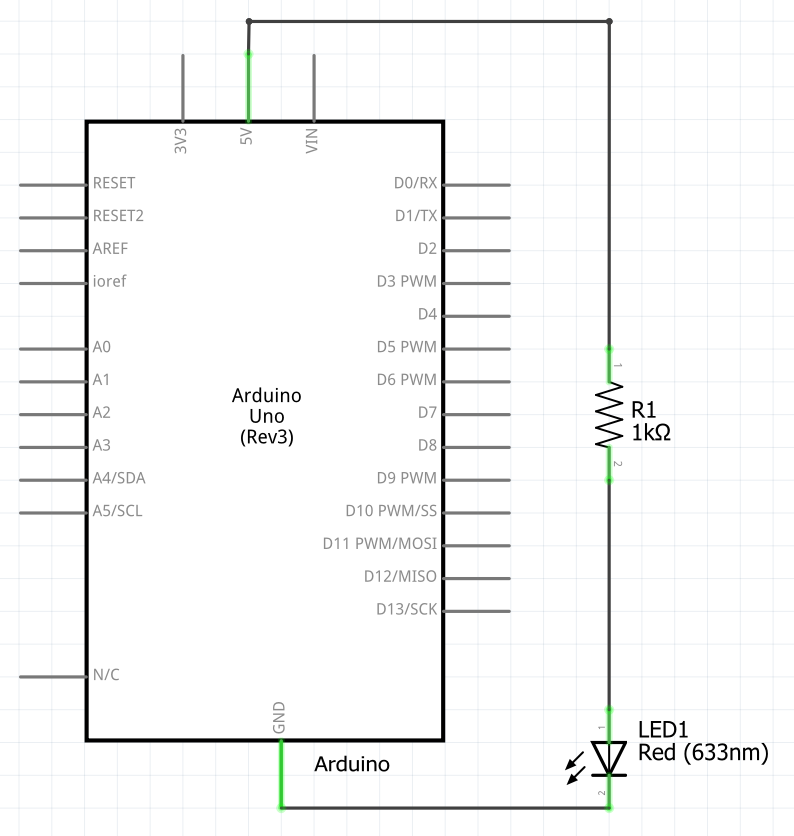 3V3
5V
VIN
RESET
RESET2
AREF
ioref
A0
A1
A2
A3
A4/SDA
A5/SCL
N/C
Arduino
Uno
(Rev3)
D0/RX
D1/TX
D2
D3 PWM
D4
D5 PWM
D6 PWM
D7
D8
D9 PWM
D10 PWM/SS
D11 PWM/MOSI
D12/MISO
D13/SCK
GND
Arduino
1
R1
1kΩ
2
1
LED1
Red (633nm)
2